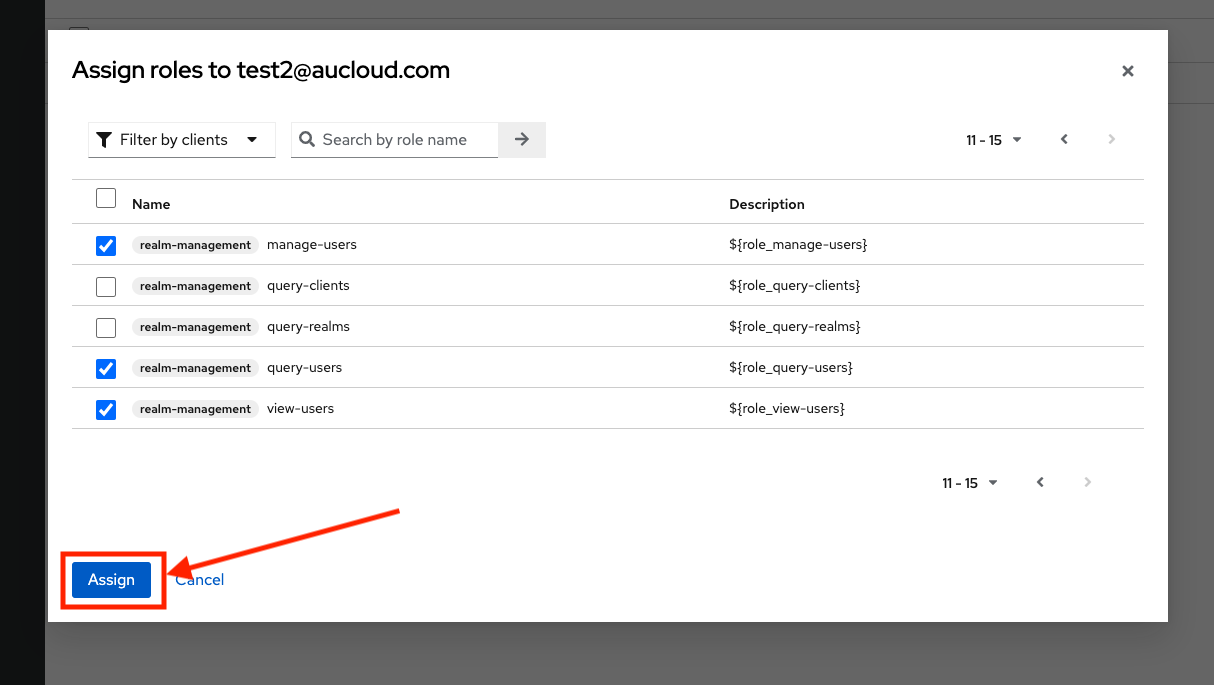 Assign roles to test2@aucloud.com
Filter by clients
Search by role name
11 - 15
Name Description
realm-management manage-users ${role_manage-users}
realm-management query-clients ${role_query-clients}
realm-management query-realms ${role_query-realms}
realm-management query-users ${role_query-users}
realm-management view-users ${role_view-users}
11 - 15
Assign Cancel